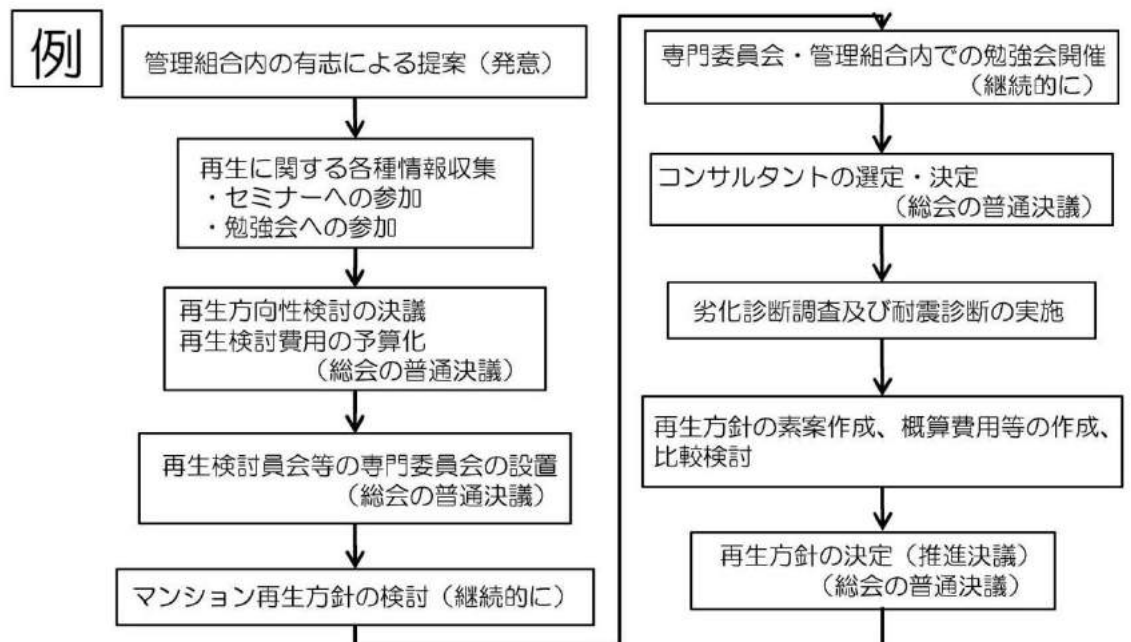 例
管理組合内の有志による提案（発意）
再生に関する各種情報収集
・セミナーへの参加
・勉強会への参加
再生方向性検討の決議
再生検討費用の予算化
（総会の普通決議）
再生検討員会等の専門委員会の設置
（総会の普通決議）
マンション再生方針の検討（継続的に）
専門委員会・管理組合内での勉強会開催
（継続的に）
コンサルタントの選定・決定
（総会の普通決議）
劣化診断調査及び耐震診断の実施
再生方針の素案作成、概算費用等の作成、
比較検討
再生方針の決定（推進決議）
（総会の普通決議）